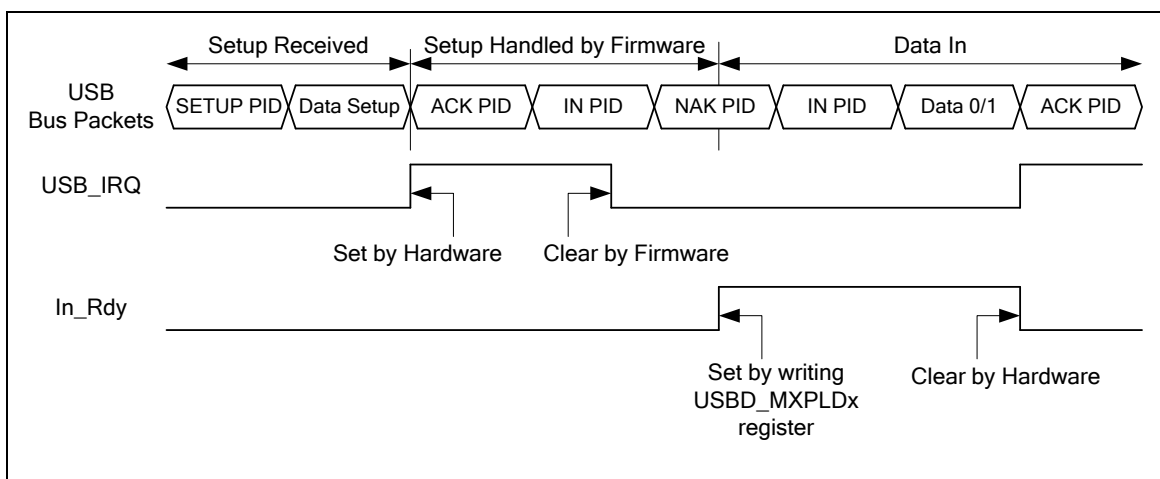 Setup Received
Setup Handled by Firmware
Data In
USB
Bus Packets
SETUP PID
Data Setup
ACK PID
IN PID
NAK PID
IN PID
Data 0/1
ACK PID
USB_IRQ
Set by Hardware
Clear by Firmware
In_Rdy
Set by writing
USBD_MXPLDx
register
Clear by Hardware